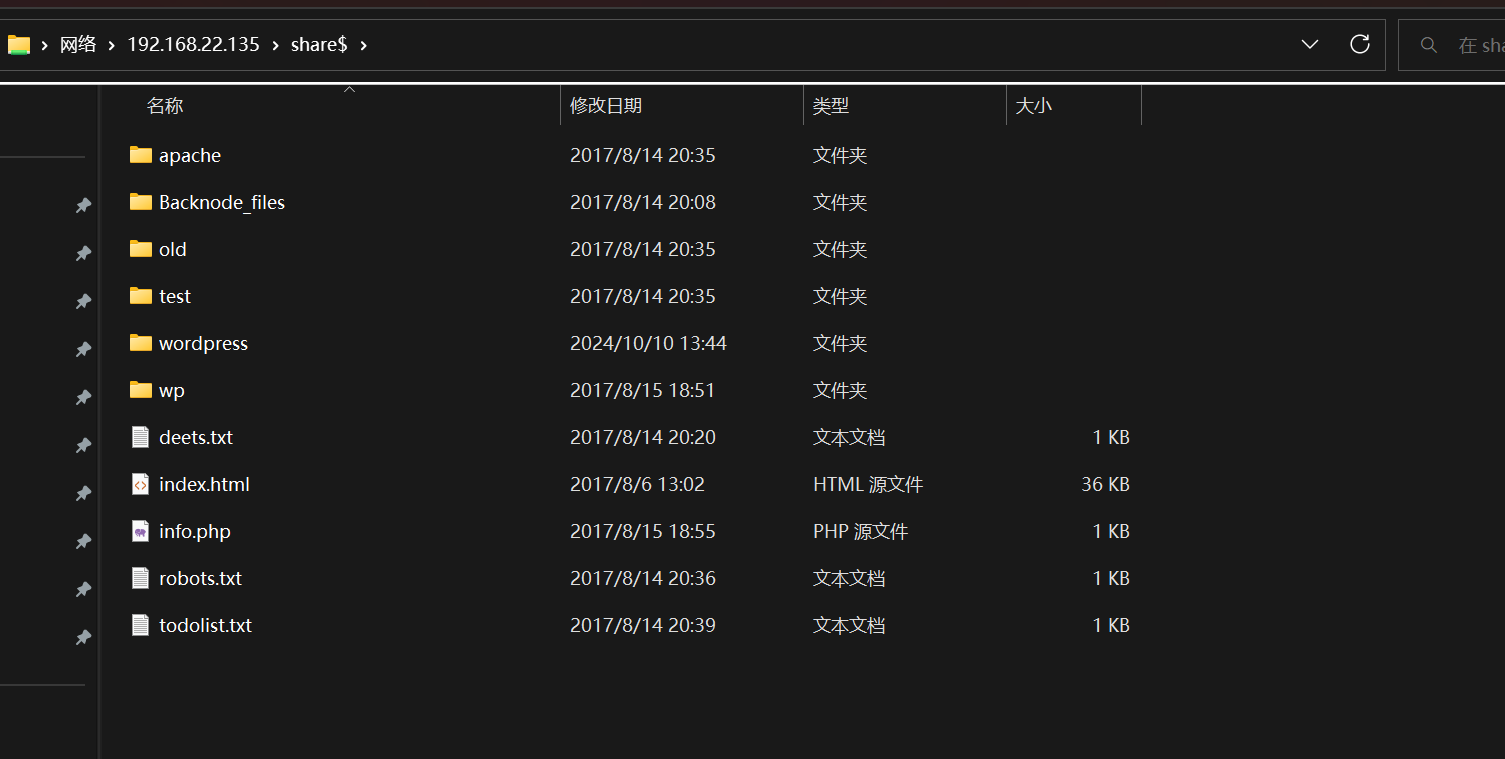 网络 192.168.22.135 share$ 在 sha
名称 修改日期 类型 大小
apache 2017/8/14 20:35 文件夹
Backnode_files 2017/8/14 20:08 文件夹
old 2017/8/14 20:35 文件夹
test 2017/8/14 20:35 文件夹
wordpress 2024/10/10 13:44 文件夹
wp 2017/8/15 18:51 文件夹
deets.txt 2017/8/14 20:20 文本文档 1 KB
index.html 2017/8/6 13:02 HTML 源文件 36 KB
info.php 2017/8/15 18:55 PHP 源文件 1 KB
robots.txt 2017/8/14 20:36 文本文档 1 KB
todolist.txt 2017/8/14 20:39 文本文档 1 KB